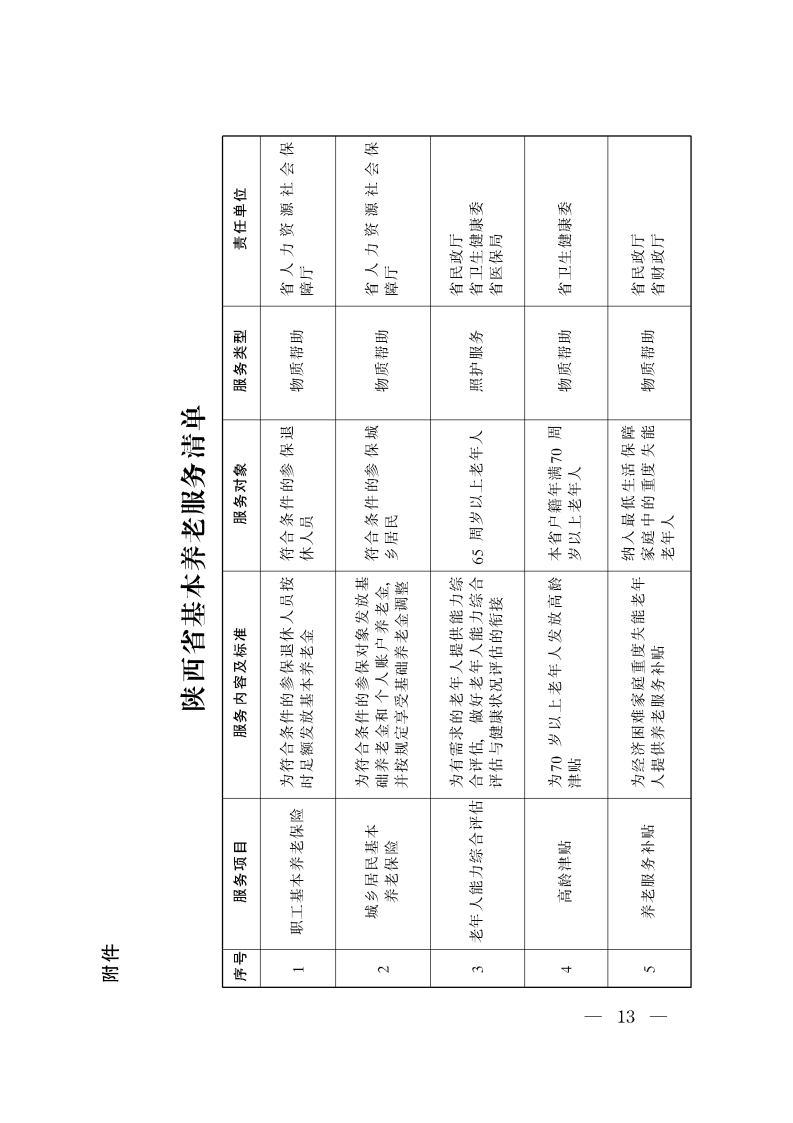 附件
陕西省基本养老服务清单
序号 服务项目 服务内容及标准 服务对象 服务类型 责任单位
1 职工基本养老保险 为符合条件的参保退休人员按 符合条件的参保退 物质帮助 省人力资源社会保
时足额发放基本养老金 休人员 障厅
2 城乡居民基本 为符合条件的参保对象发放基 符合条件的参保城 物质帮助 省人力资源社会保
养老保险 础养老金和个人账户养老金, 乡居民 障厅
并按规定享受基础养老金调整
3 老年人能力综合评估 为有需求的老年人提供能力综 65 周岁以上老年人 照护服务 省民政厅
合评估,做好老年人能力综合 省卫生健康委
评估与健康状况评估的衔接 省医保局
4 高龄津贴 为70 岁以上老年人发放高龄 本省户籍年满70 周 物质帮助 省卫生健康委
津贴 岁以上老年人
5 养老服务补贴 为经济困难家庭重度失能老年 纳入最低生活保障 物质帮助 省民政厅
人提供养老服务补贴 家庭中的重度失能 省财政厅
老年人
— 13 —